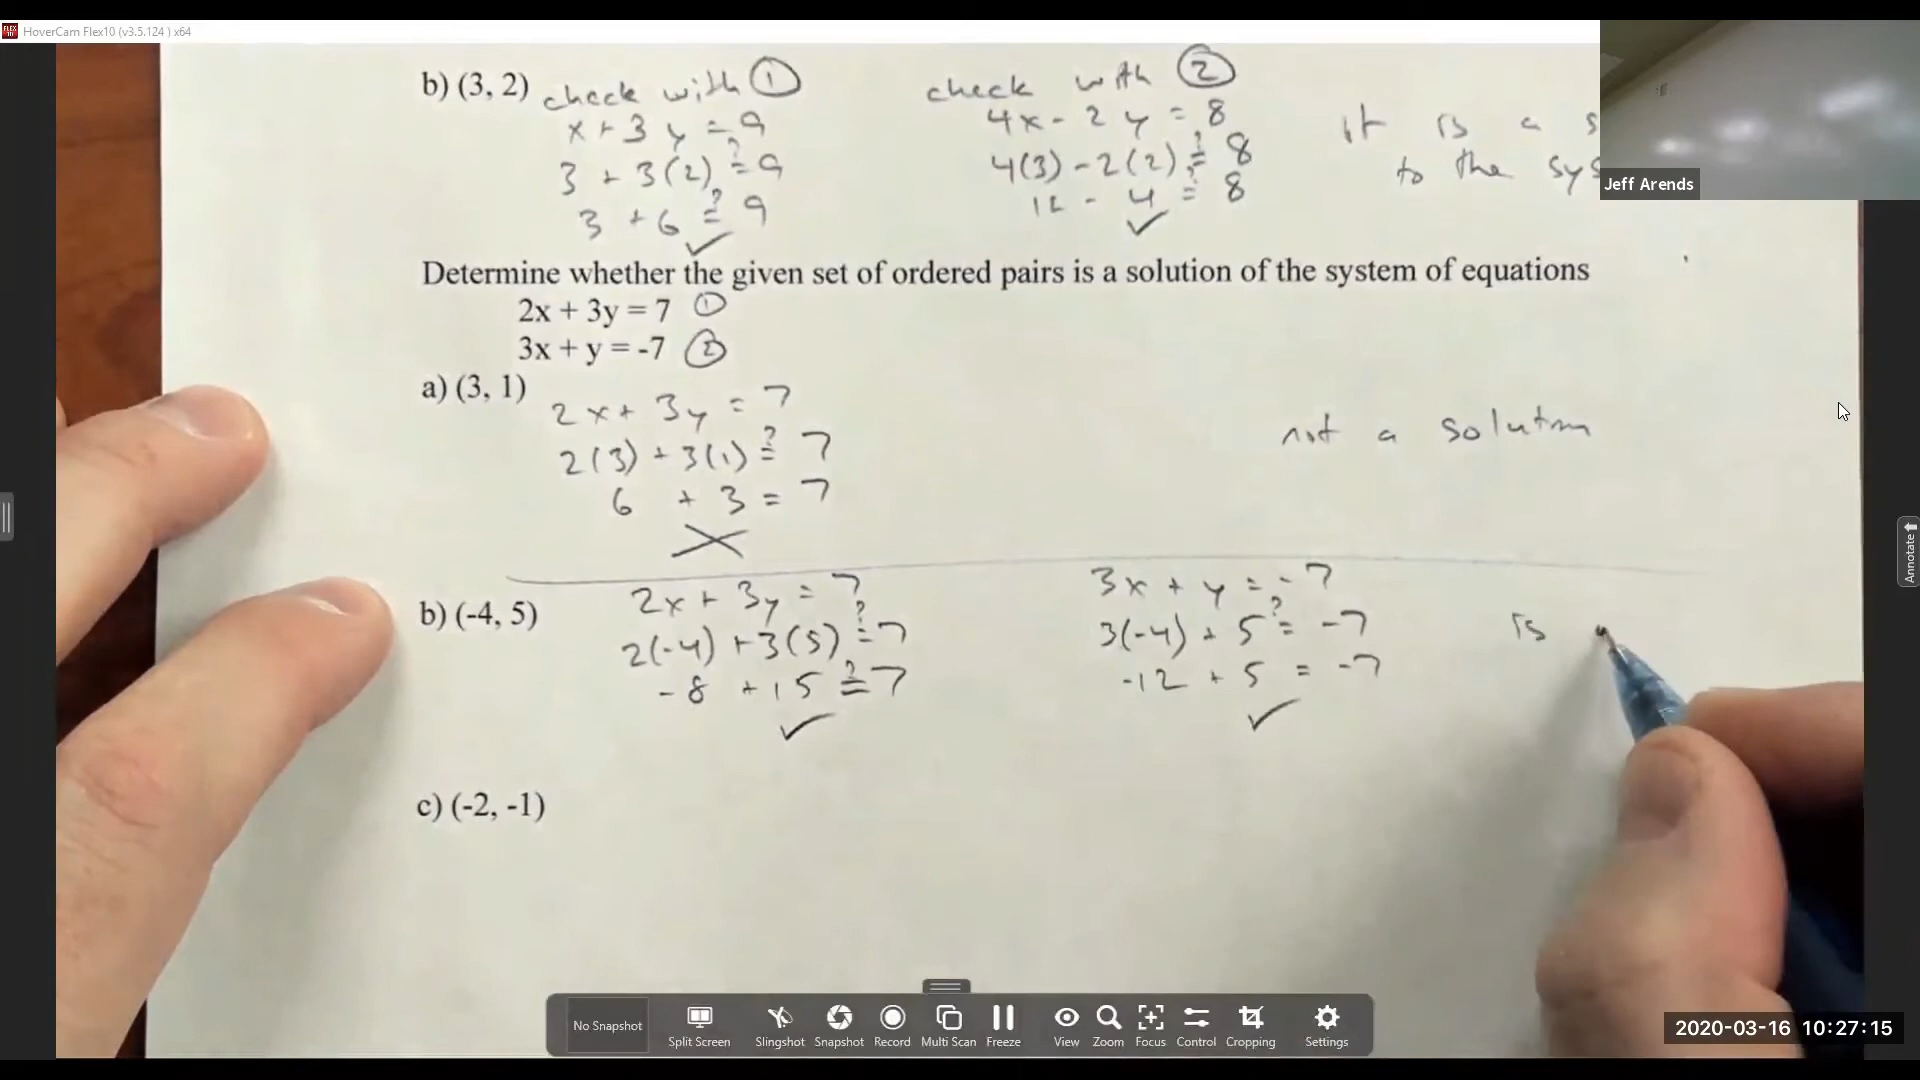 HoverCam Flex10 (v3.5.124 ) x64
b) (3, 2) check with ① check with ②
x + 3y = 9 4x - 2y = 8 it is a s
3 + 3(2) ?= 9 4(3) - 2(2) ?= 8 to the sys
3 + 6 ?= 9 12 - 4 ?= 8
✓ ✓
Jeff Arends
Determine whether the given set of ordered pairs is a solution of the system of equations
2x + 3y = 7 ①
3x + y = -7 ②
a) (3, 1) 2x + 3y = 7 not a solution
2(3) + 3(1) ?= 7
6 + 3 = 7
X
b) (-4, 5) 2x + 3y = 7 3x + y = -7 is
2(-4) + 3(5) ?= 7 3(-4) + 5 ?= -7
-8 + 15 ?= 7 -12 + 5 = -7
✓ ✓
c) (-2, -1)
Annotate
No Snapshot
Split Screen Slingshot Snapshot Record Multi Scan Freeze View Zoom Focus Control Cropping Settings
2020-03-16 10:27:15